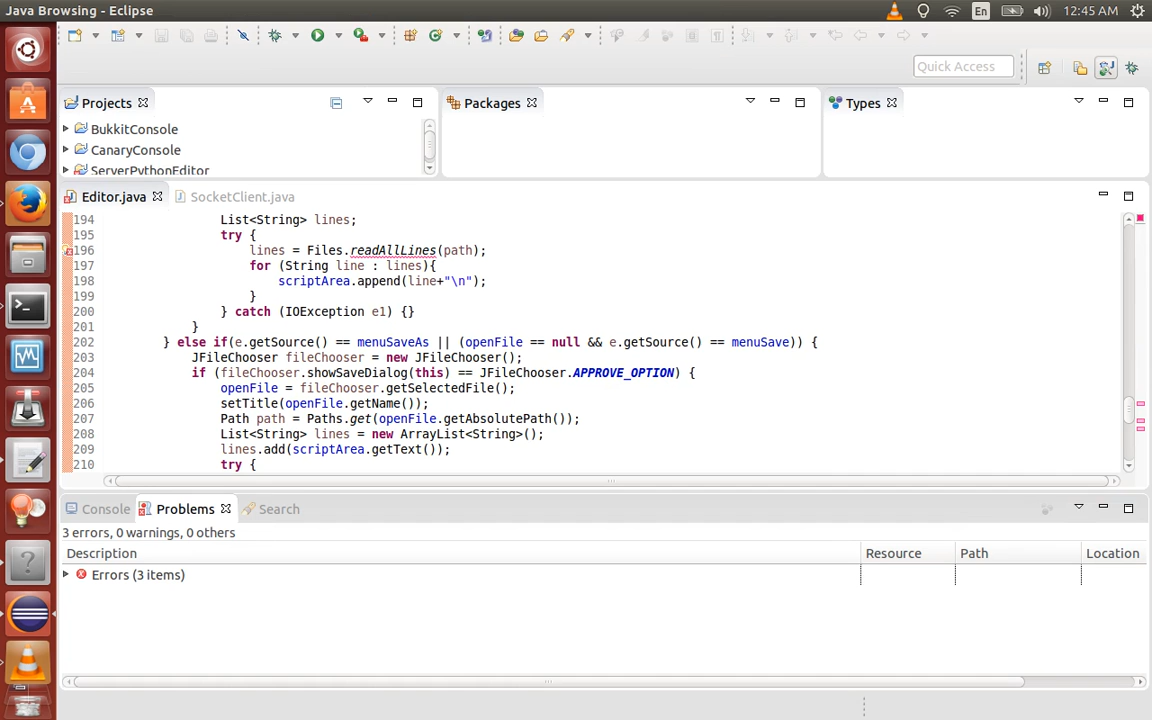 Java Browsing - Eclipse
En
12:45 AM
Quick Access
Projects
Packages
Types
BukkitConsole
CanaryConsole
ServerPythonEditor
Editor.java
SocketClient.java
194 List<String> lines;
195 try {
196 lines = Files.readAllLines(path);
197 for (String line : lines){
198 scriptArea.append(line+"\n");
199 }
200 } catch (IOException e1) {}
201 }
202 } else if(e.getSource() == menuSaveAs || (openFile == null && e.getSource() == menuSave)) {
203 JFileChooser fileChooser = new JFileChooser();
204 if (fileChooser.showSaveDialog(this) == JFileChooser.APPROVE_OPTION) {
205 openFile = fileChooser.getSelectedFile();
206 setTitle(openFile.getName());
207 Path path = Paths.get(openFile.getAbsolutePath());
208 List<String> lines = new ArrayList<String>();
209 lines.add(scriptArea.getText());
210 try {
Console
Problems
Search
3 errors, 0 warnings, 0 others
Description
Resource
Path
Location
Errors (3 items)